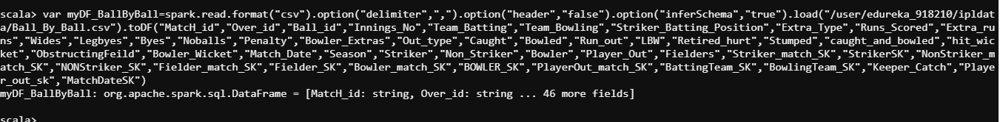 scala> var myDF_BallByBall=spark.read.format("csv").option("delimiter",",").option("header","false").option("inferSchema","true").load("/user/edureka_918210/ipldat
a/Ball_By_Ball.csv").toDF("MatcH_id","Over_id","Ball_id","Innings_No","Team_Batting","Team_Bowling","Striker_Batting_Position","Extra_Type","Runs_Scored","Extra_ru
ns","Wides","Legbyes","Byes","Noballs","Penalty","Bowler_Extras","Out_type","Caught","Bowled","Run_out","LBW","Retired_hurt","Stumped","caught_and_bowled","hit_wic
ket","ObstructingFeild","Bowler_Wicket","Match_Date","Season","Striker","Non_Striker","Bowler","Player_Out","Fielders","Striker_match_SK","StrikerSK","NonStriker_m
atch_SK","NONStriker_SK","Fielder_match_SK","Fielder_SK","Bowler_match_SK","BOWLER_SK","PlayerOut_match_SK","BattingTeam_SK","BowlingTeam_SK","Keeper_Catch","Playe
r_out_sk","MatchDateSK")
myDF_BallByBall: org.apache.spark.sql.DataFrame = [MatcH_id: string, Over_id: string ... 46 more fields]
scala>